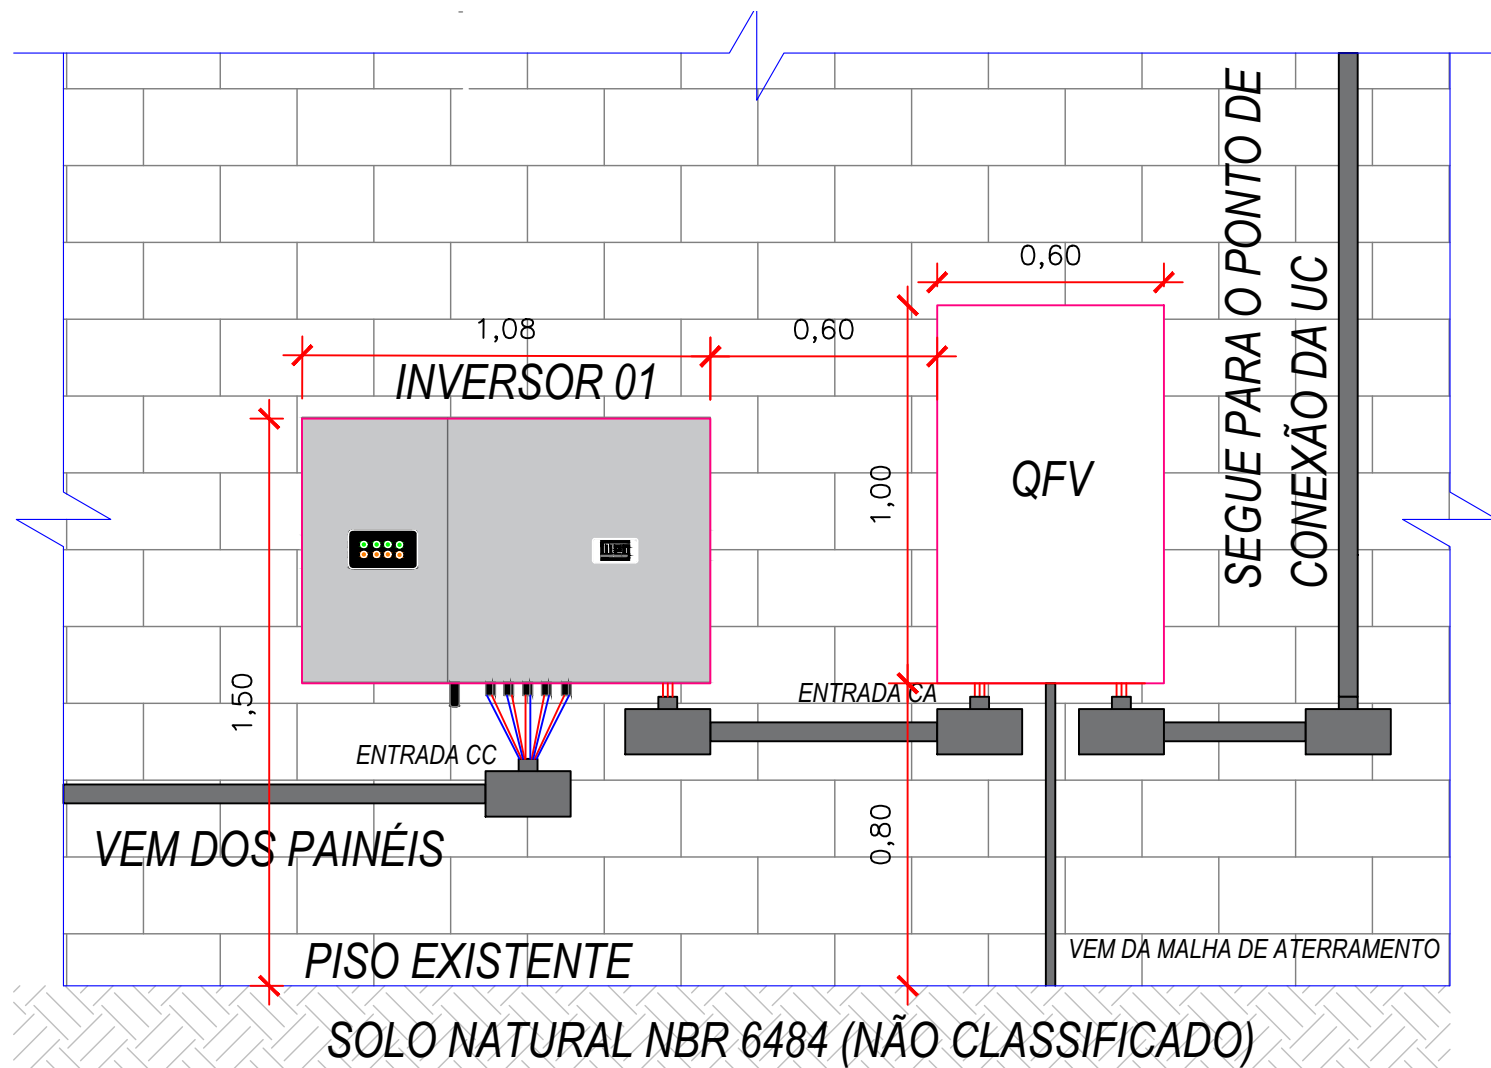 0,60
1,08
0,60
INVERSOR 01
SEGUE PARA O PONTO DE
CONEXÃO DA UC
QFV
1,00
1,50
ENTRADA CA
ENTRADA CC
VEM DOS PAINÉIS
0,80
PISO EXISTENTE
VEM DA MALHA DE ATERRAMENTO
SOLO NATURAL NBR 6484 (NÃO CLASSIFICADO)